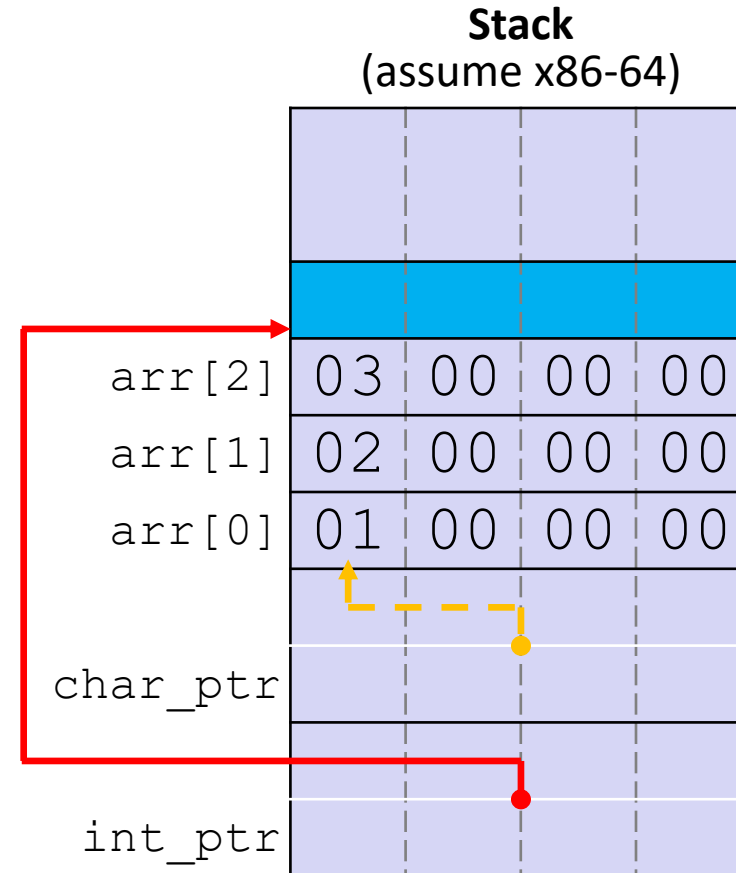 Stack
(assume x86-64)
arr[2] 03 00 00 00
arr[1] 02 00 00 00
arr[0] 01 00 00 00
char_ptr
int_ptr